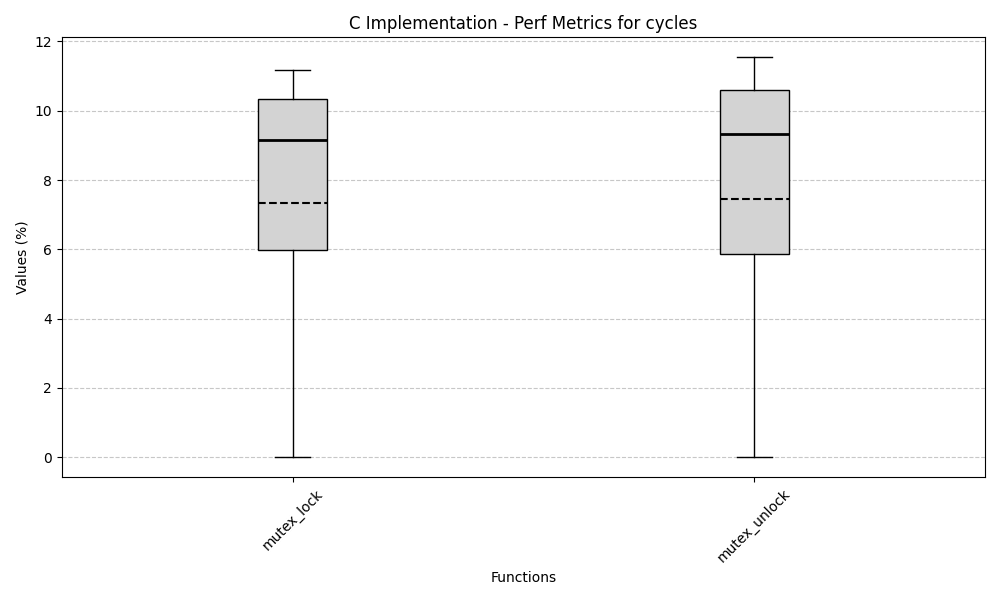 C Implementation - Perf Metrics for cycles
12
10
8
6
4
2
0
Values (%)
mutex_lock
mutex_unlock
Functions